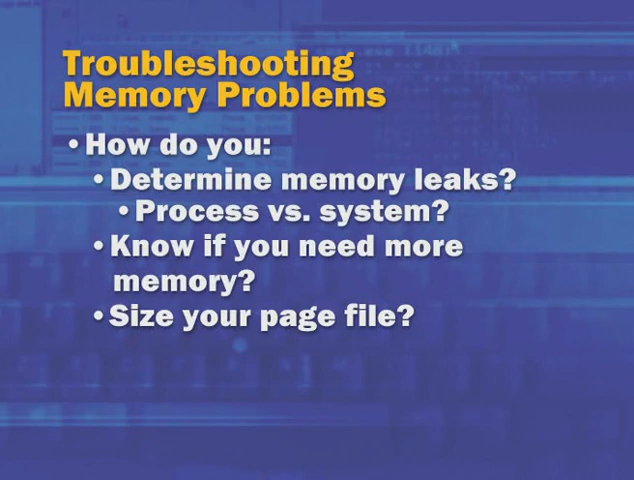 Troubleshooting
Memory Problems
• How do you:
• Determine memory leaks?
• Process vs. system?
• Know if you need more
memory?
• Size your page file?